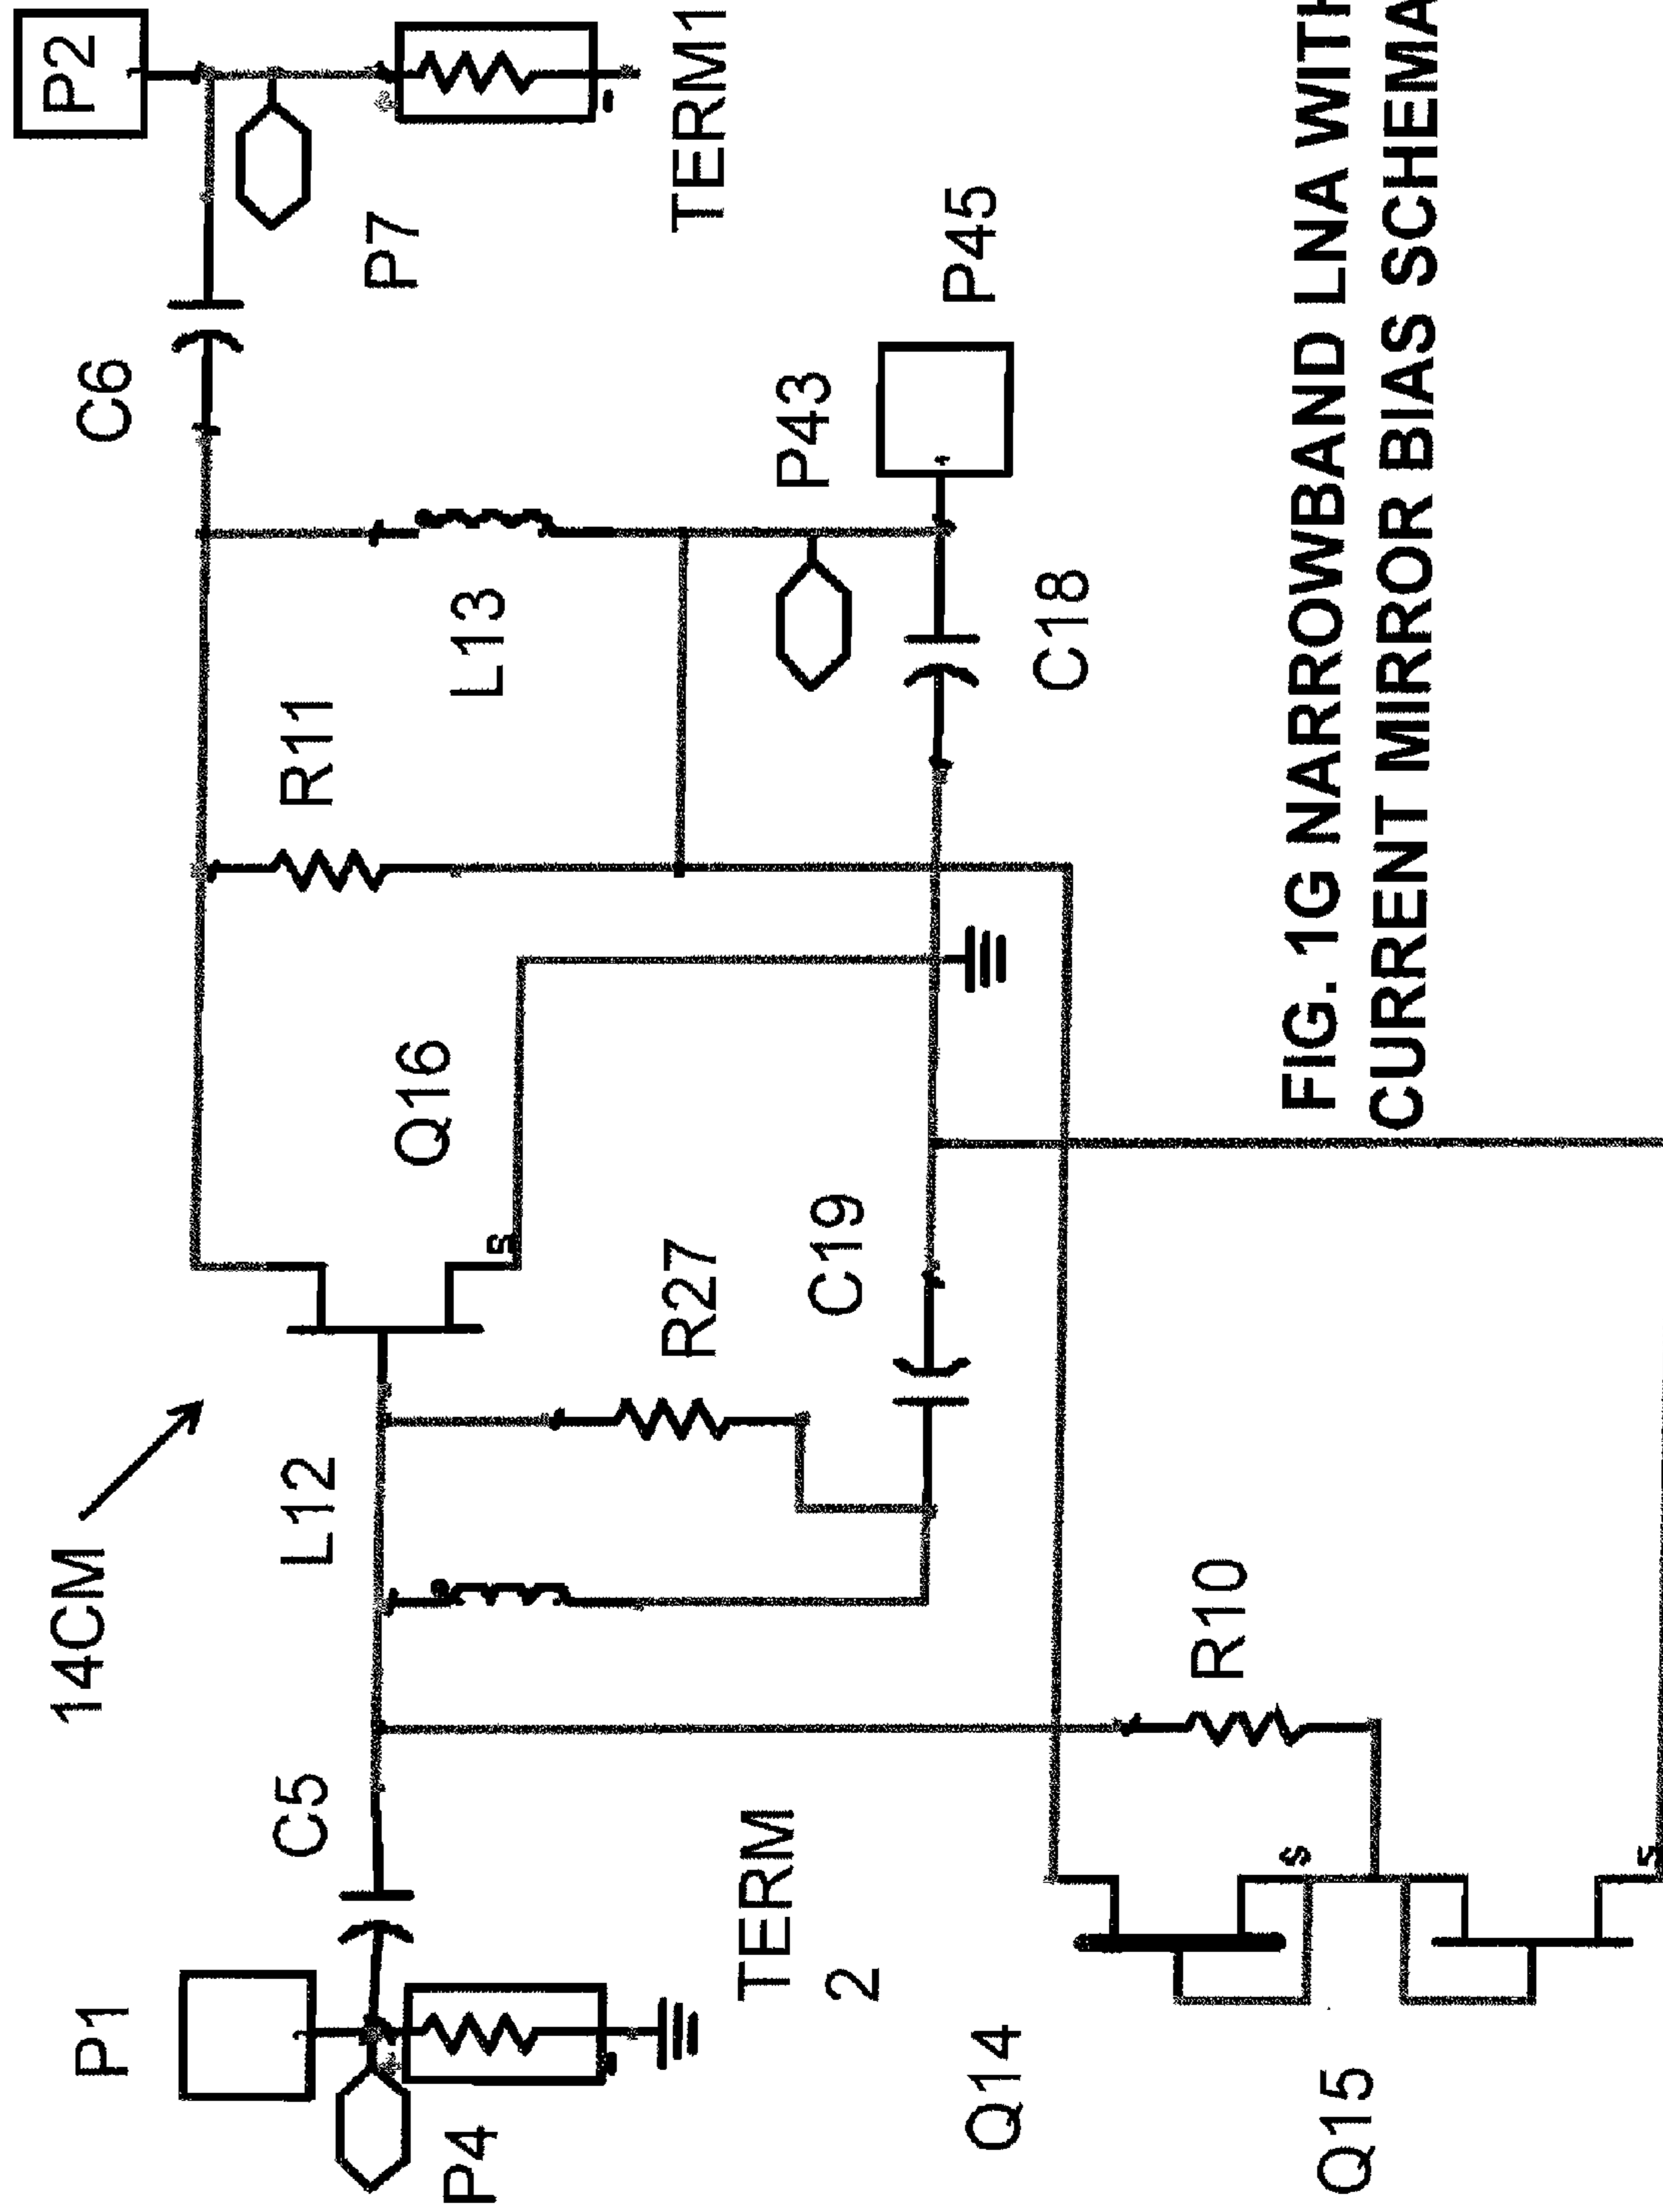 14CM
P1
C5
L12
Q16
R11
C6
P2
P4
TERM
2
R27
C19
L13
P43
P7
TERM1
P45
C18
S
Q14
Q15
R10
S
S
FIG. 1G NARROWBAND LNA WITH
CURRENT MIRROR BIAS SCHEMA